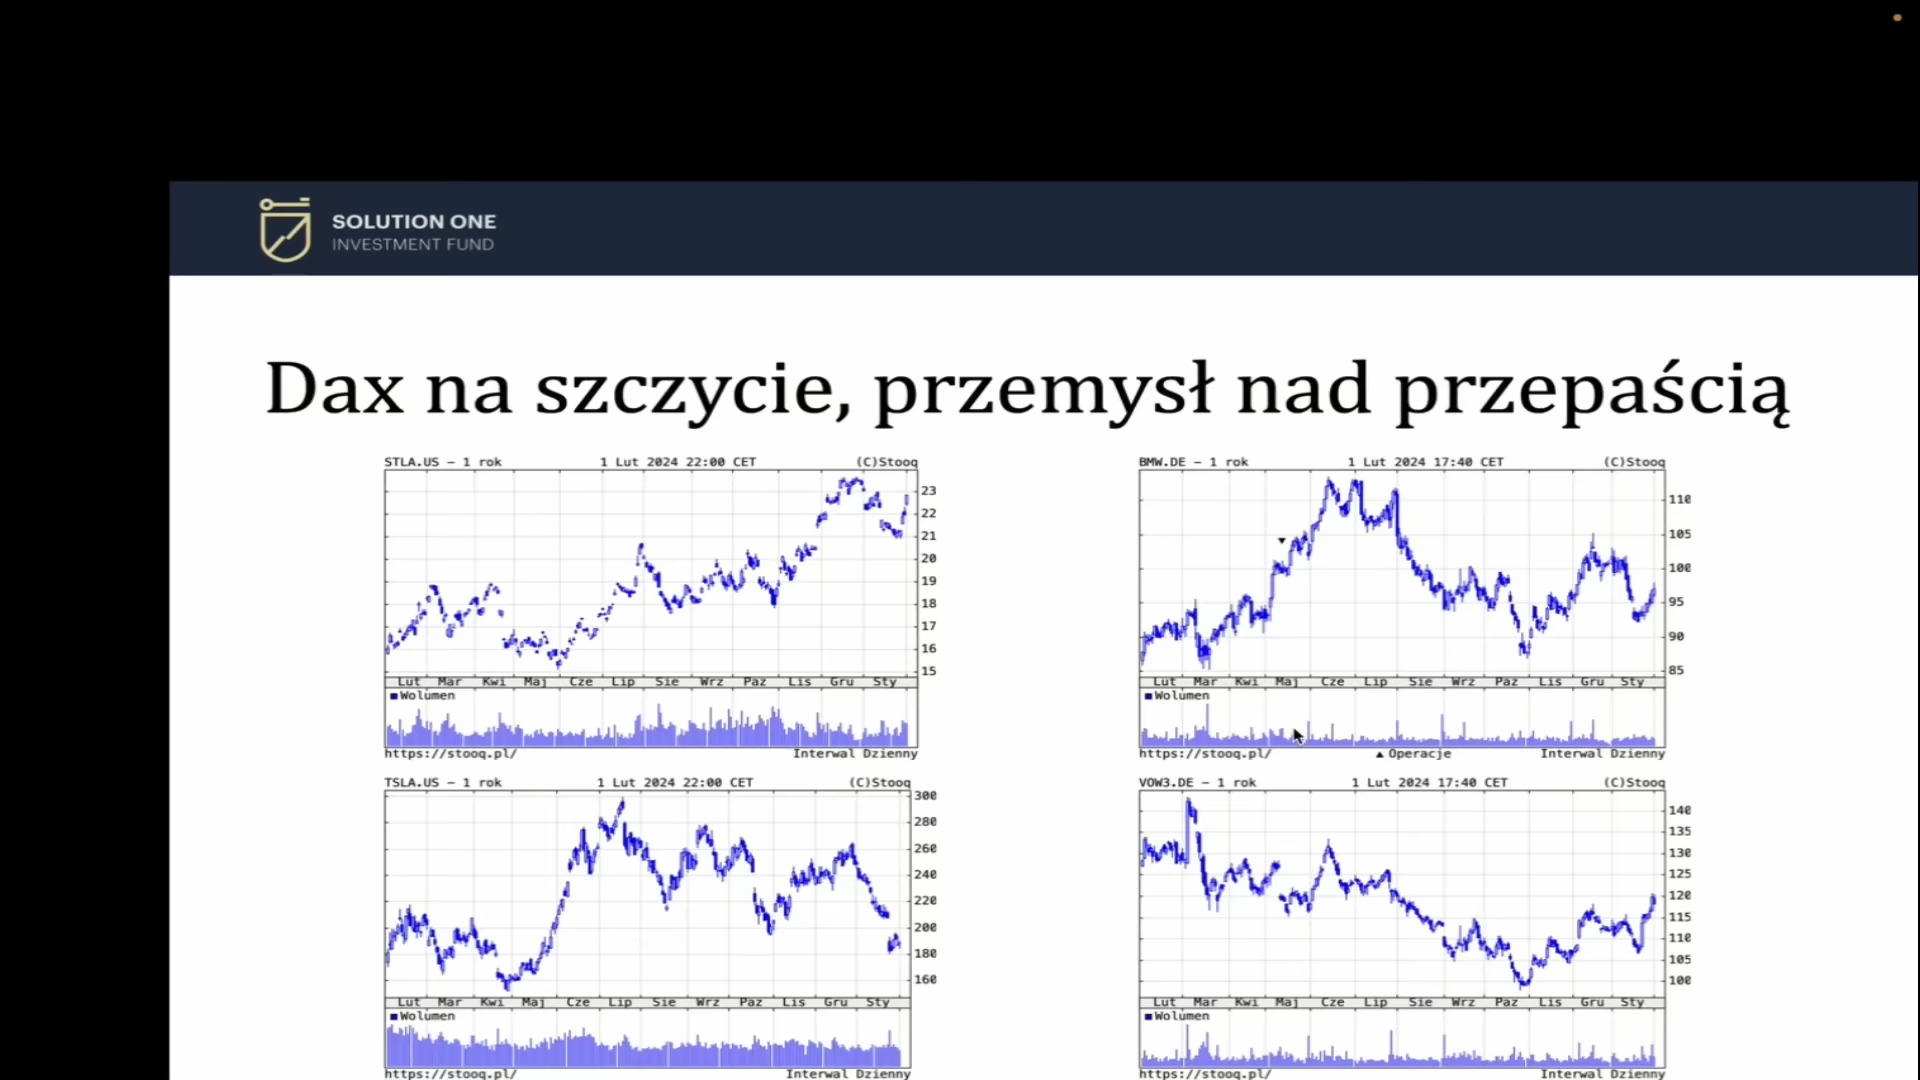 SOLUTION ONE
INVESTMENT FUND
Dax na szczycie, przemysł nad przepaścią
STLA.US – 1 rok 1 Lut 2024 22:00 CET (C)Stooq
23
22
21
20
19
18
17
16
15
Lut Mar Kwi Maj Cze Lip Sie Wrz Paz Lis Gru Sty
Wolumen
https://stooq.pl/ Interwal Dzienny
BMW.DE – 1 rok 1 Lut 2024 17:40 CET (C)Stooq
110
105
100
95
90
85
Lut Mar Kwi Maj Cze Lip Sie Wrz Paz Lis Gru Sty
Wolumen
https://stooq.pl/ ▲ Operacje Interwal Dzienny
TSLA.US – 1 rok 1 Lut 2024 22:00 CET (C)Stooq
300
280
260
240
220
200
180
160
Lut Mar Kwi Maj Cze Lip Sie Wrz Paz Lis Gru Sty
Wolumen
https://stooq.pl/ Interwal Dzienny
VOW3.DE – 1 rok 1 Lut 2024 17:40 CET (C)Stooq
140
135
130
125
120
115
110
105
100
Lut Mar Kwi Maj Cze Lip Sie Wrz Paz Lis Gru Sty
Wolumen
https://stooq.pl/ Interwal Dzienny